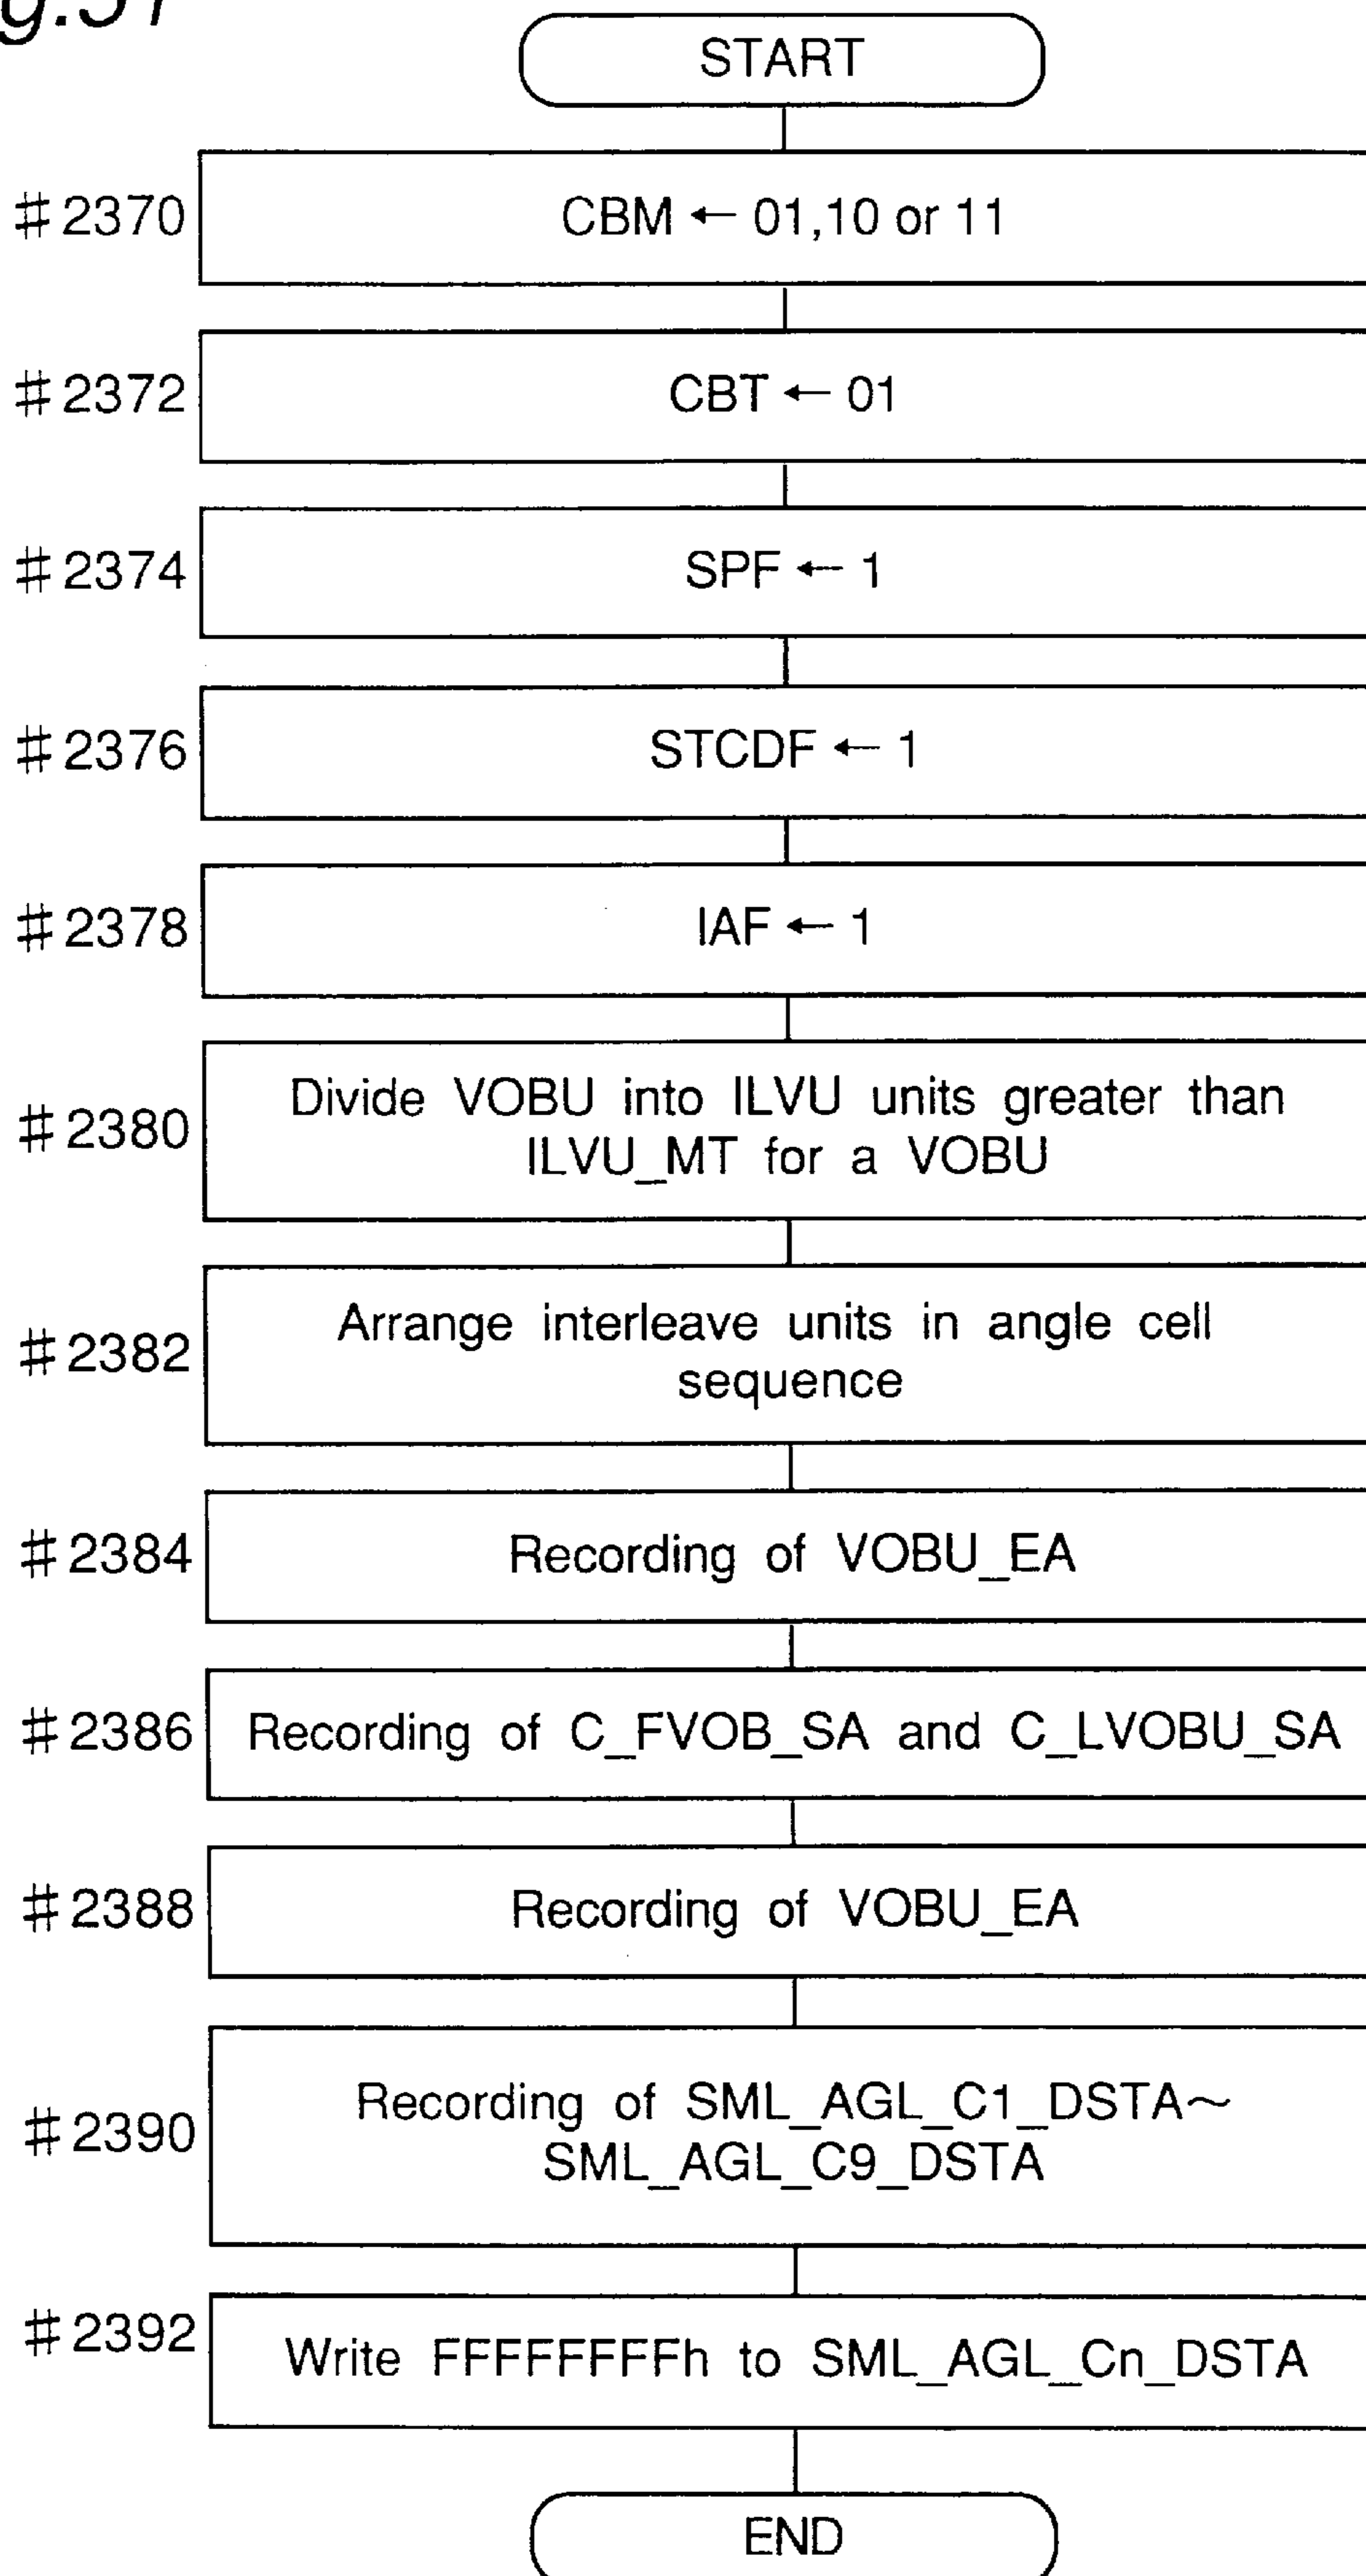 START
#2370
CBM ← 01,10 or 11
#2372
CBT ← 01
#2374
SPF ← 1
#2376
STCDF ← 1
#2378
IAF ← 1
#2380
Divide VOBU into ILVU units greater than
ILVU_MT for a VOBU
#2382
Arrange interleave units in angle cell
sequence
#2384
Recording of VOBU_EA
#2386
Recording of C_FVOB_SA and C_LVOBU_SA
#2388
Recording of VOBU_EA
#2390
Recording of SML_AGL_C1_DSTA~
SML_AGL_C9_DSTA
#2392
Write FFFFFFFFh to SML_AGL_Cn_DSTA
END